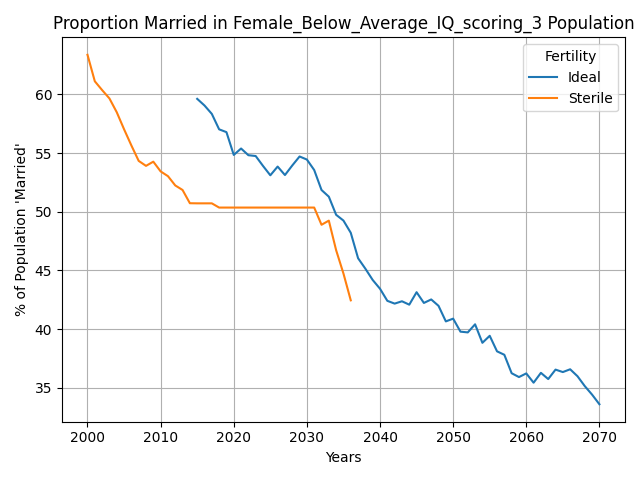 Proportion Married in Female_Below_Average_IQ_scoring_3 Population
Fertility
Ideal
Sterile
% of Population 'Married'
60
55
50
45
40
35
2000 2010 2020 2030 2040 2050 2060 2070
Years